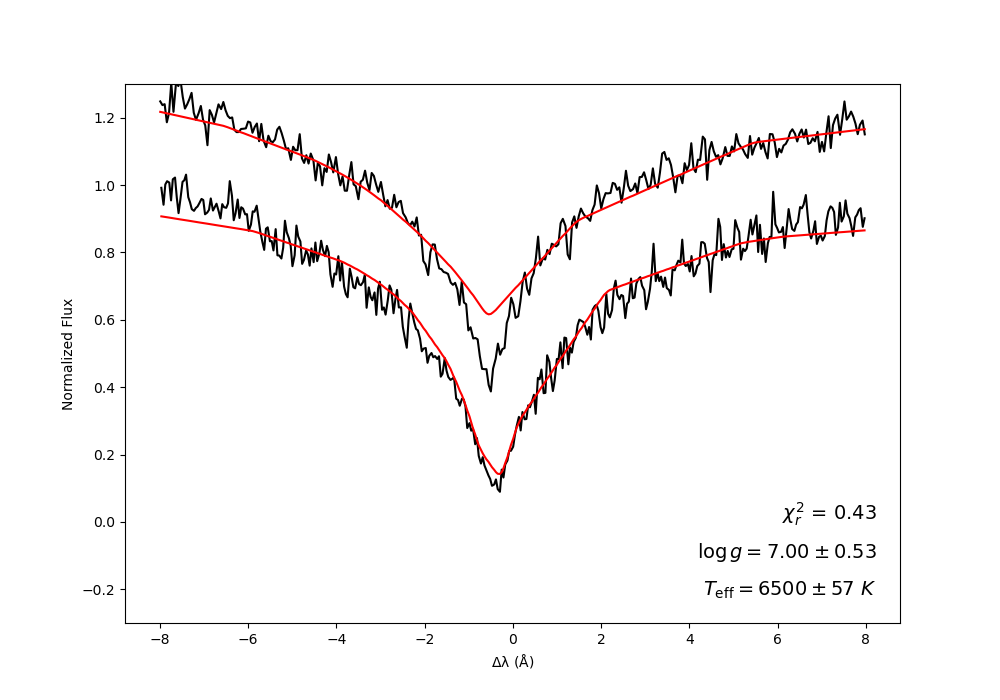 1.2
1.0
0.8
0.6
0.4
0.2
0.0
−0.2
Normalized Flux
χ²ᵣ = 0.43
log g = 7.00 ± 0.53
T_eff = 6500 ± 57 K
−8 −6 −4 −2 0 2 4 6 8
Δλ (Å)